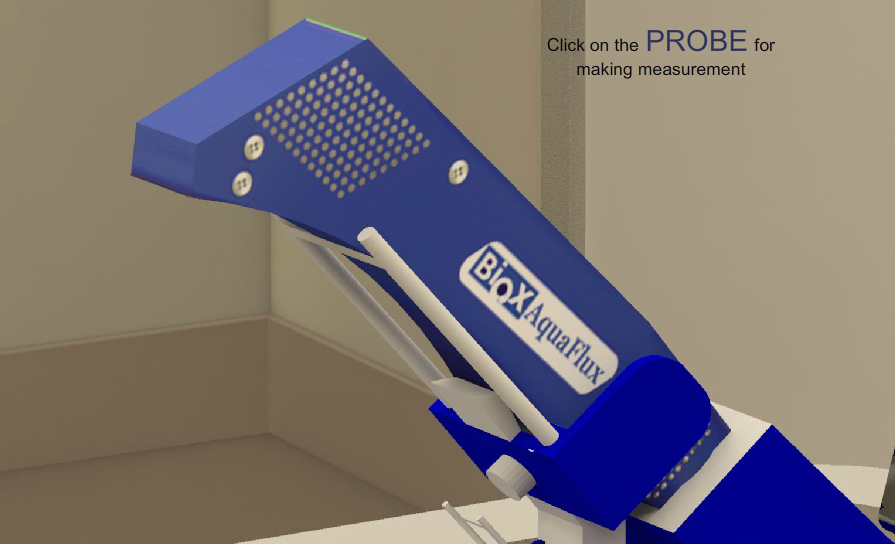 Click on the PROBE for
making measurement
BiOX AquaFlux